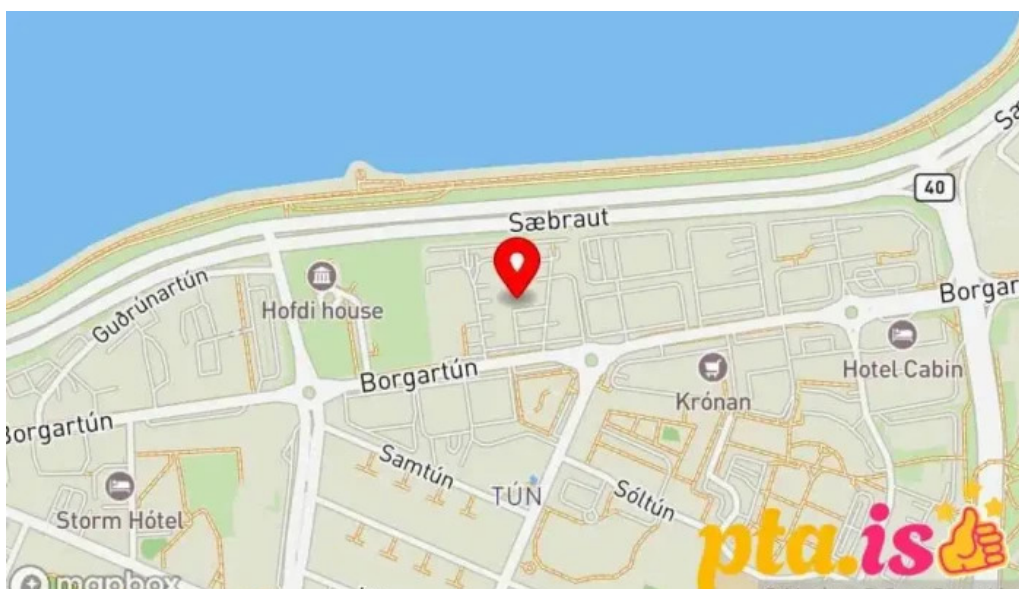 Sæ
40
Sæbraut
Guðrúnartún
Hofdi house
Borgar
Borgartún
Hotel Cabin
Krónan
Borgartún
Samtún
Sóltún
TÚN
Storm Hótel
pta.is
mapbox